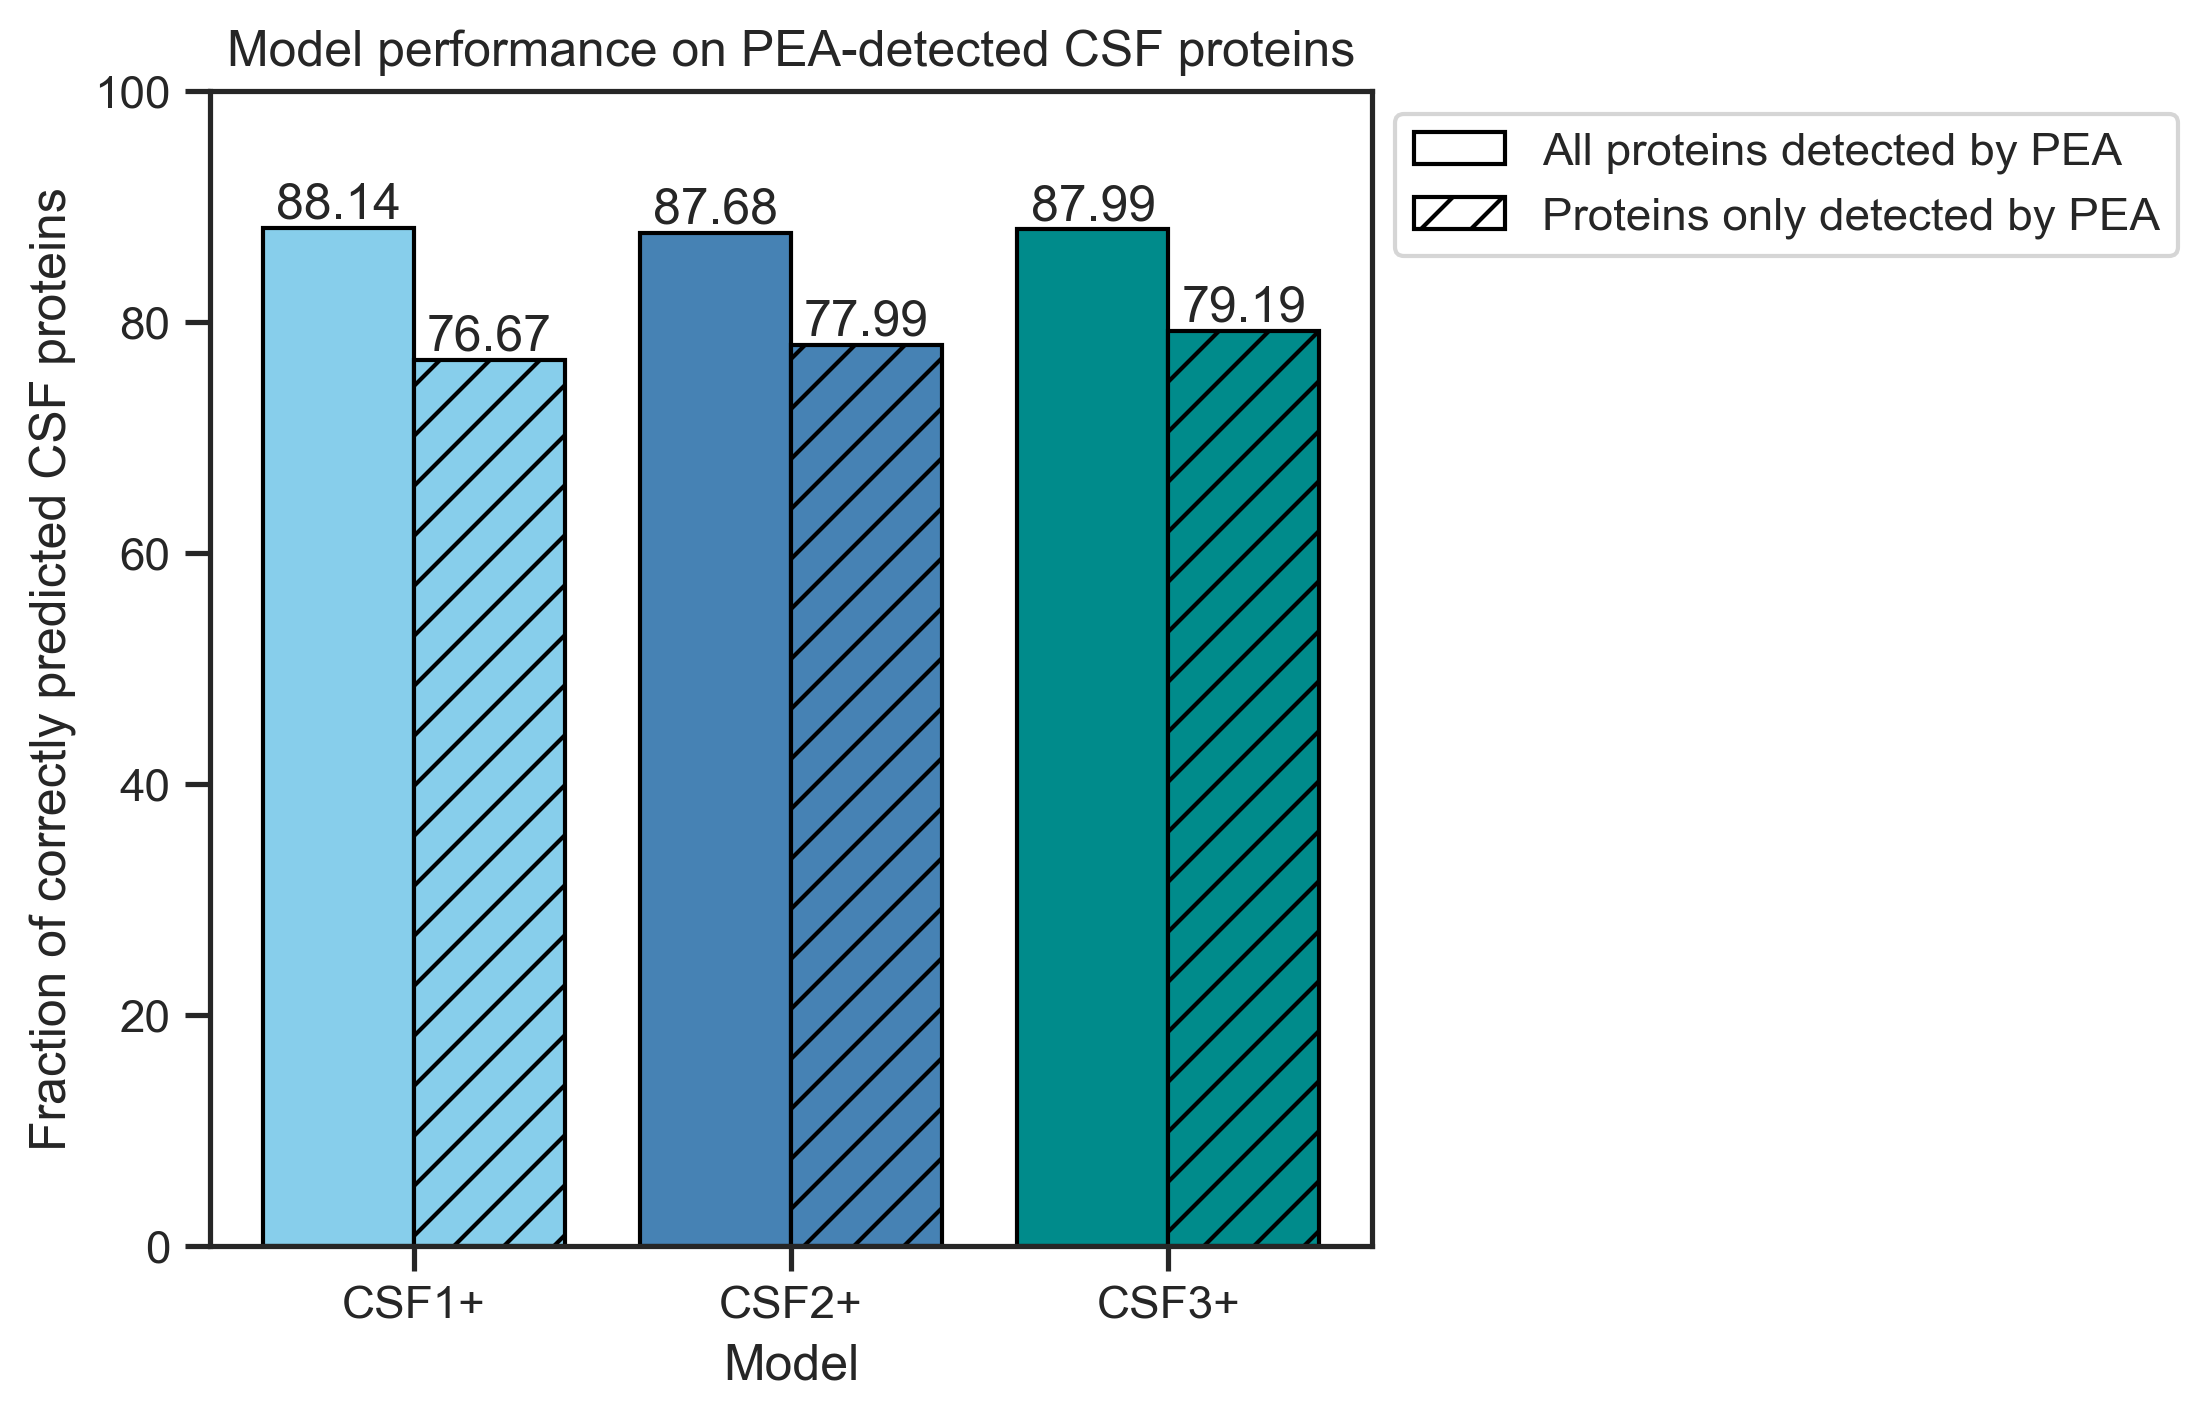 Model performance on PEA-detected CSF proteins
All proteins detected by PEA
Proteins only detected by PEA
Fraction of correctly predicted CSF proteins
100
80
60
40
20
0
88.14
76.67
87.68
77.99
87.99
79.19
CSF1+
CSF2+
CSF3+
Model